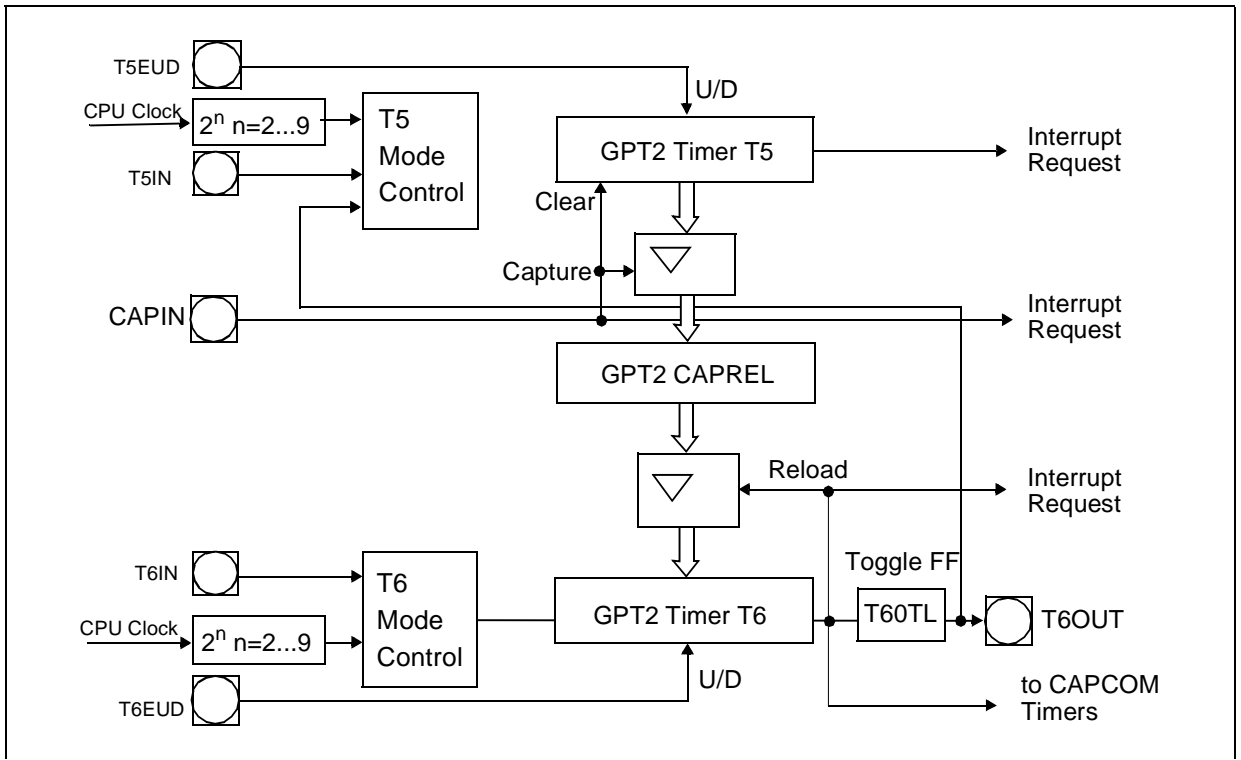 T5EUD
U/D
CPU Clock
2ⁿ n=2...9
T5
Mode
Control
GPT2 Timer T5
Interrupt
Request
T5IN
Clear
Capture
CAPIN
Interrupt
Request
GPT2 CAPREL
Reload
Interrupt
Request
T6IN
T6
Mode
Control
Toggle FF
GPT2 Timer T6
T60TL
T6OUT
CPU Clock
2ⁿ n=2...9
U/D
T6EUD
to CAPCOM
Timers